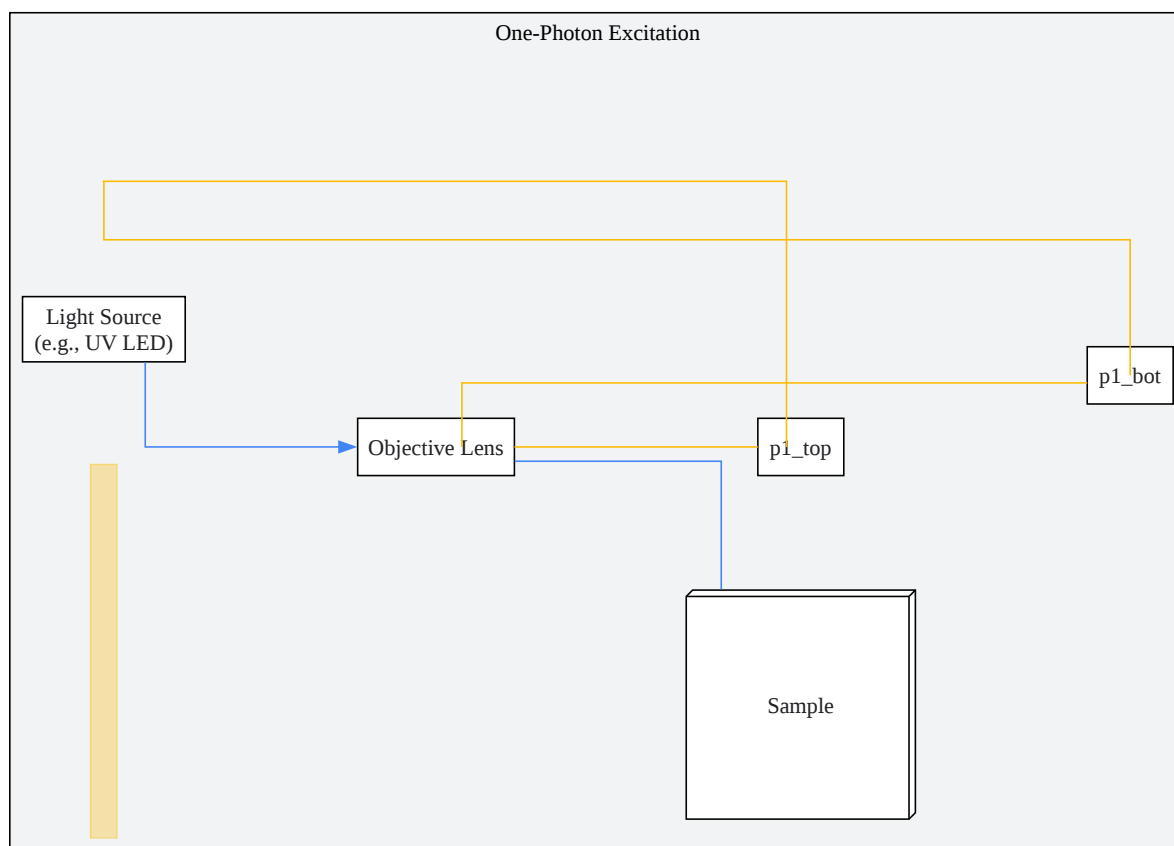 One-Photon Excitation
Light Source
(e.g., UV LED)
p1_bot
Objective Lens
p1_top
Sample